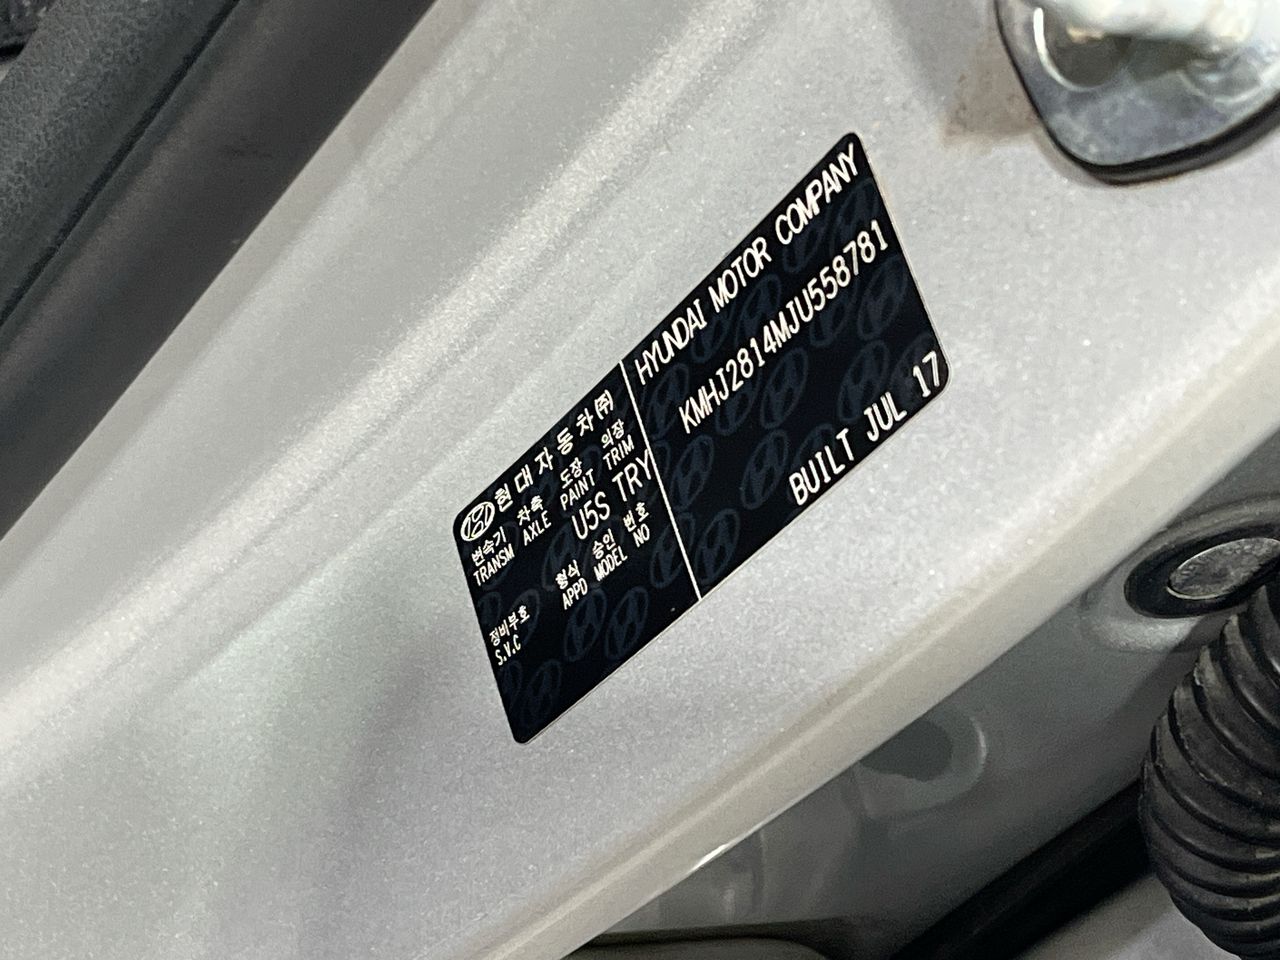 현대자동차㈜
변속기 차축 도장 의장
TRANSM AXLE PAINT TRIM
U5S TRY
형식 승인 번호
APPD MODEL NO
정비부호
S.V.C
HYUNDAI MOTOR COMPANY
KMHJ2814MJU558781
BUILT JUL 17